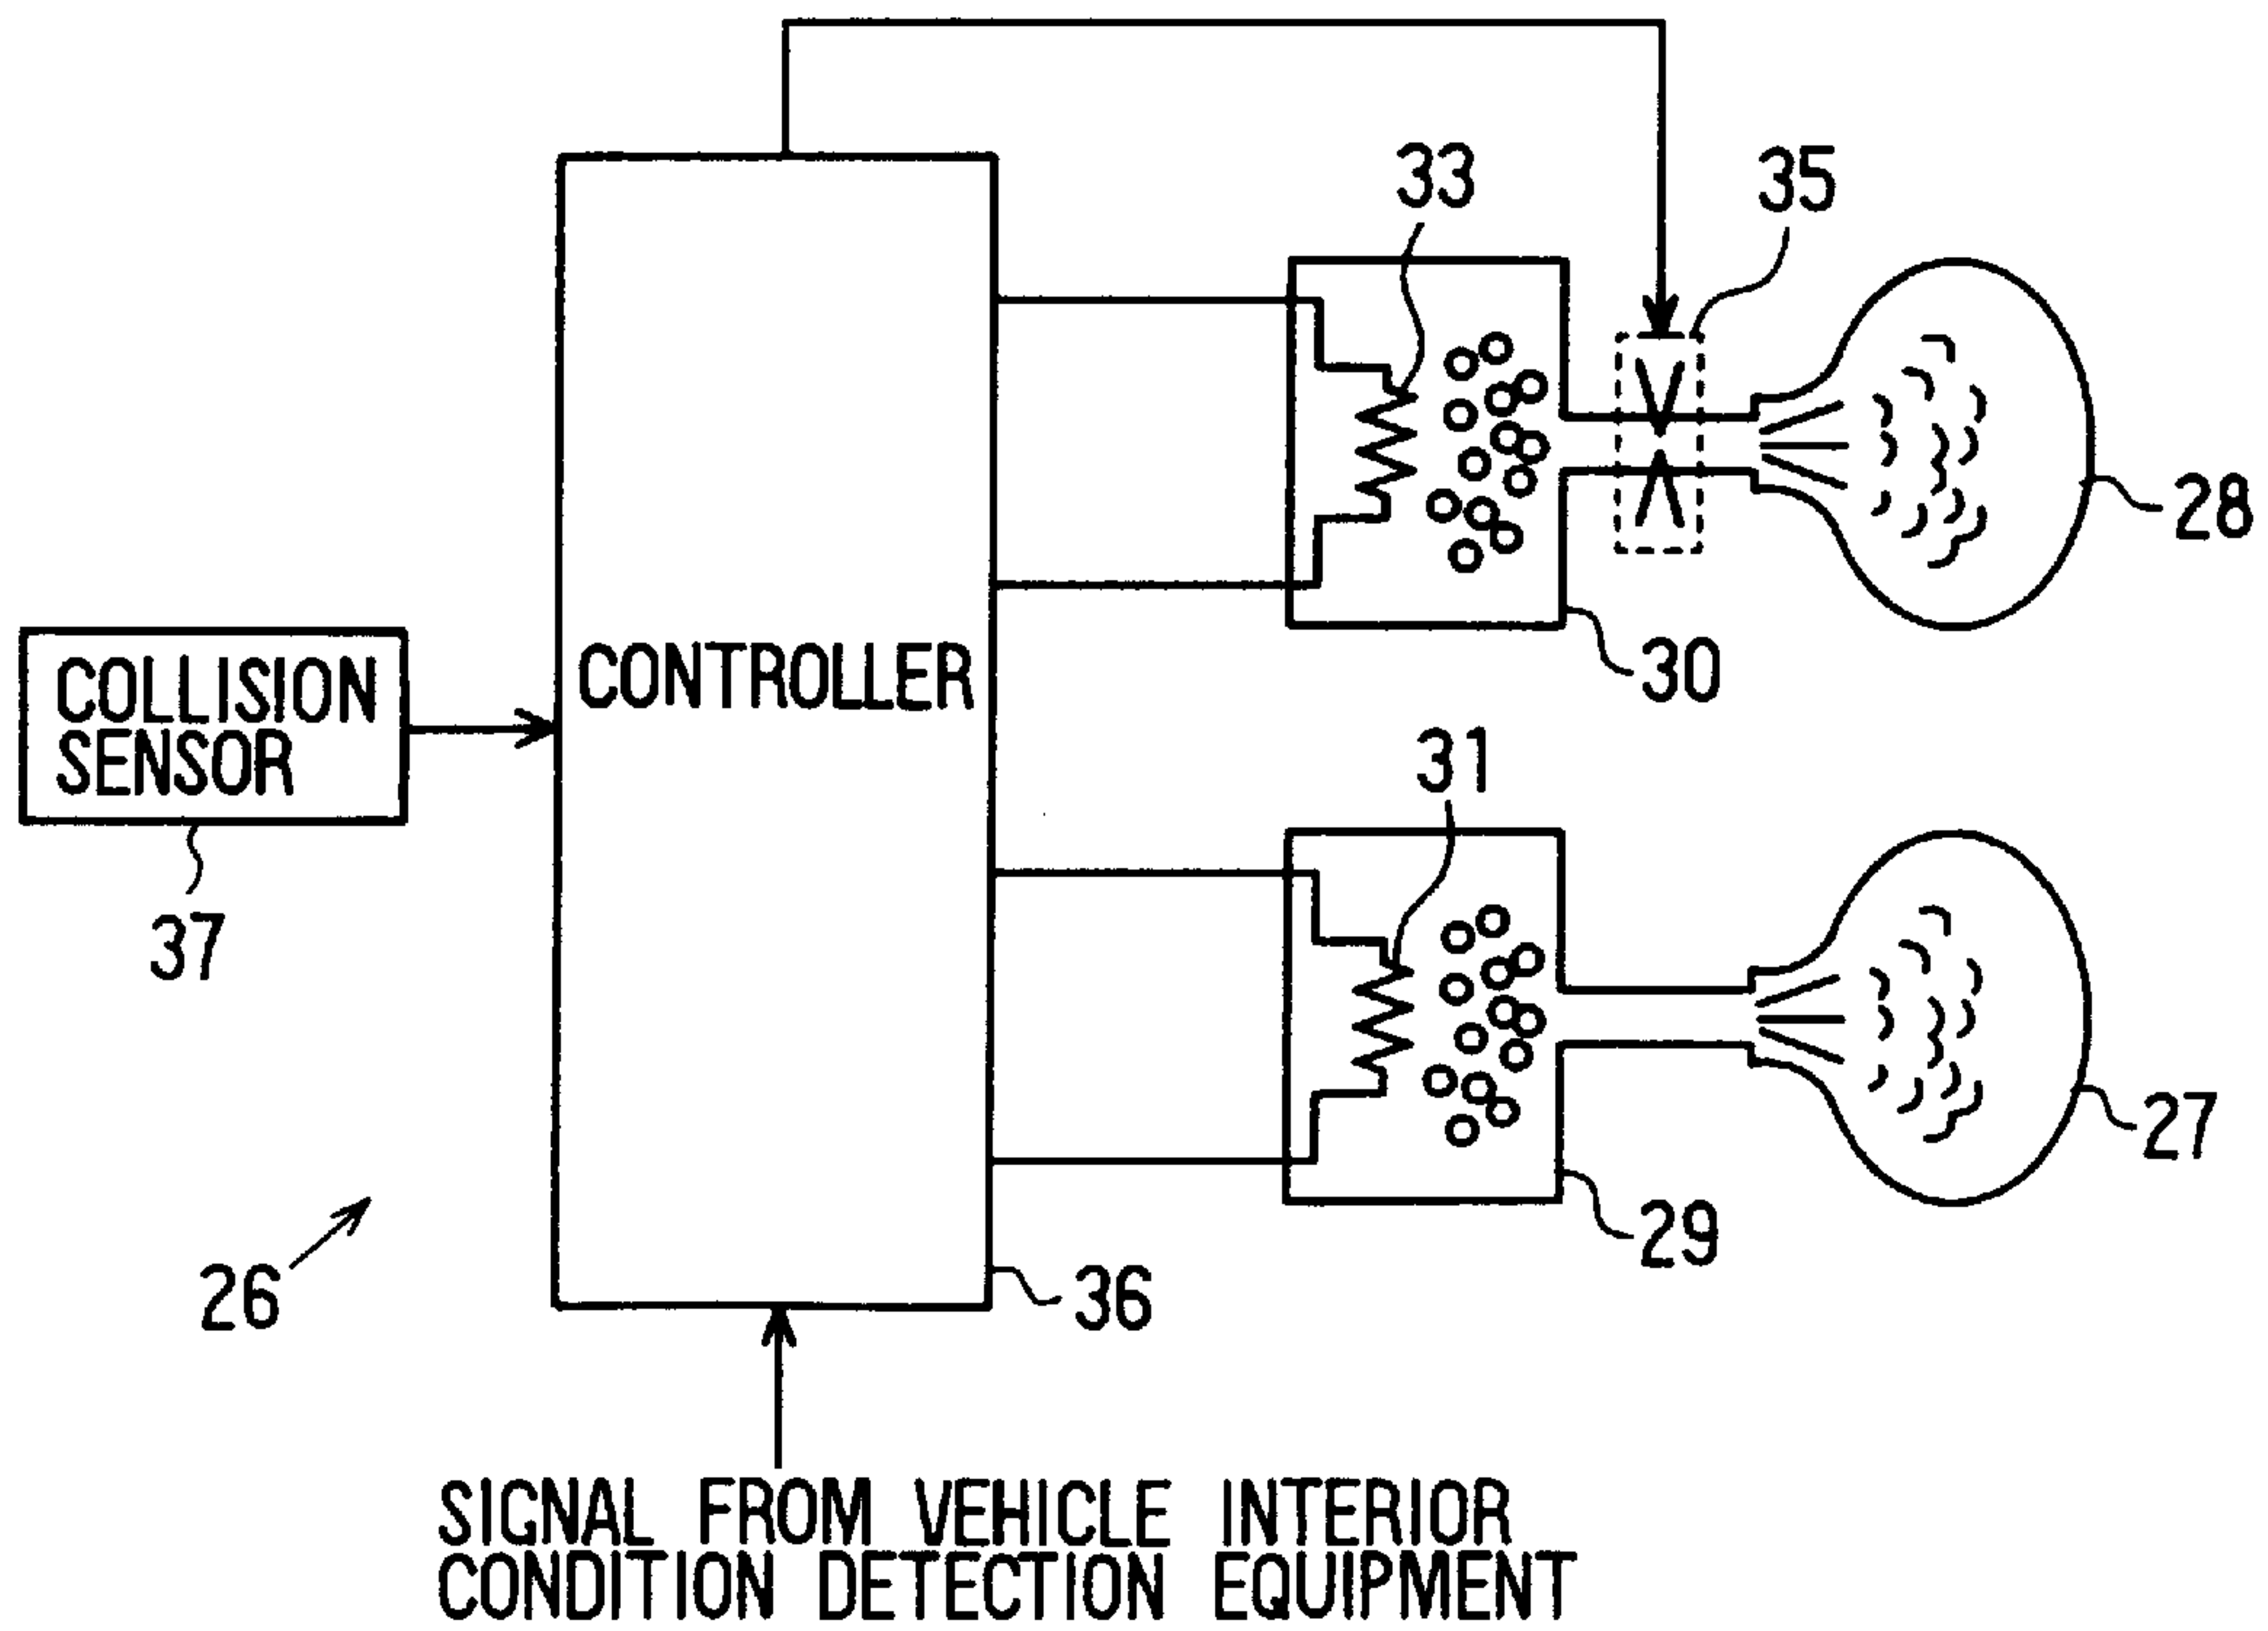 33
35
28
30
CONTROLLER
COLLISION
SENSOR
37
31
27
29
26
36
SIGNAL FROM VEHICLE INTERIOR
CONDITION DETECTION EQUIPMENT